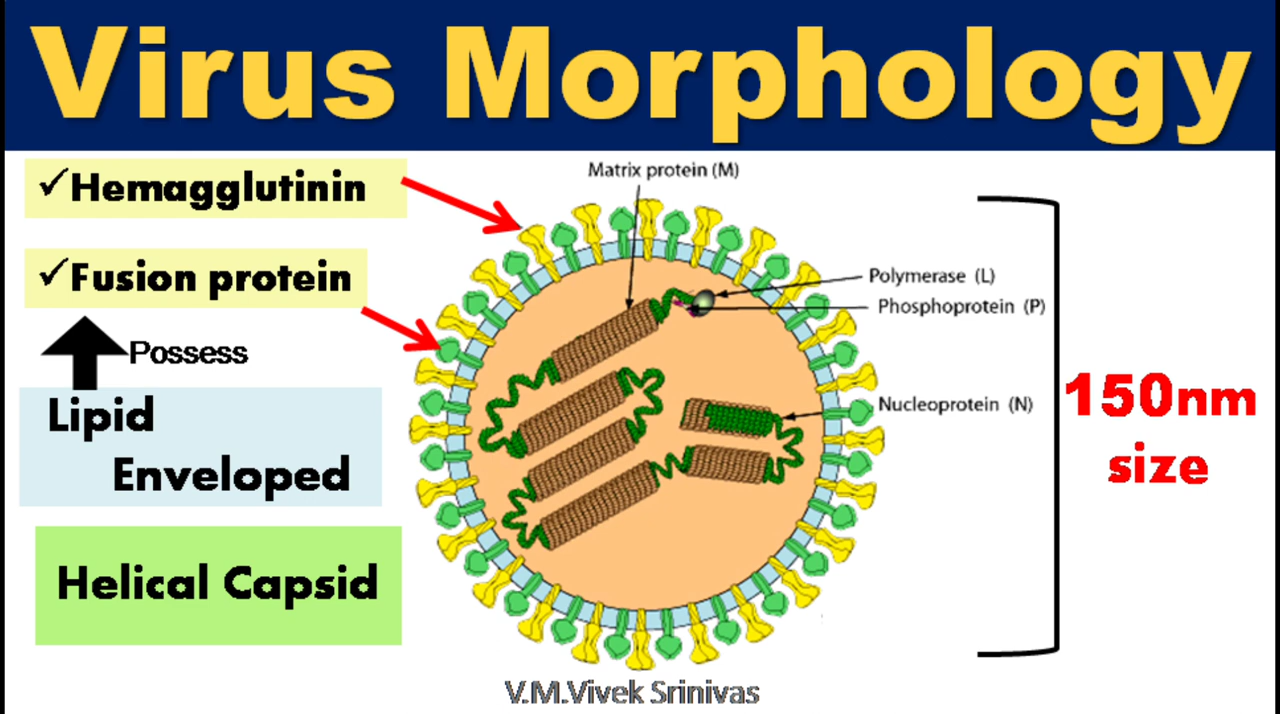 Virus Morphology
✓Hemagglutinin
✓Fusion protein
Possess
Lipid
Enveloped
Helical Capsid
Matrix protein (M)
Polymerase (L)
Phosphoprotein (P)
Nucleoprotein (N)
150nm
size
V.M.Vivek Srinivas